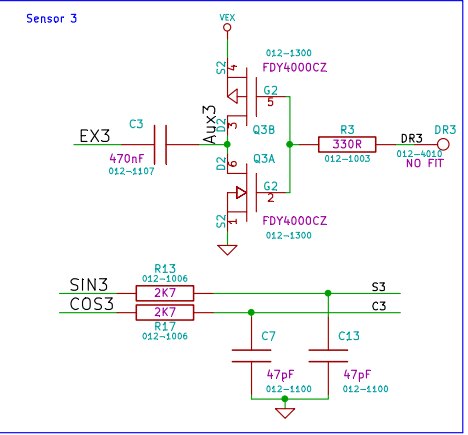 Sensor 3
VEX
012-1300
FDY4000CZ
S2
4
G2
5
Q3B
Aux3
3
D2
C3
EX3
470nF
012-1107
R3
330R
012-1003
DR3
DR3
012-4010
NO FIT
D2
6
Q3A
G2
2
S2
1
FDY4000CZ
012-1300
R13
012-1006
SIN3
2K7
S3
COS3
2K7
C3
R17
012-1006
C7
C13
47pF
47pF
012-1100
012-1100